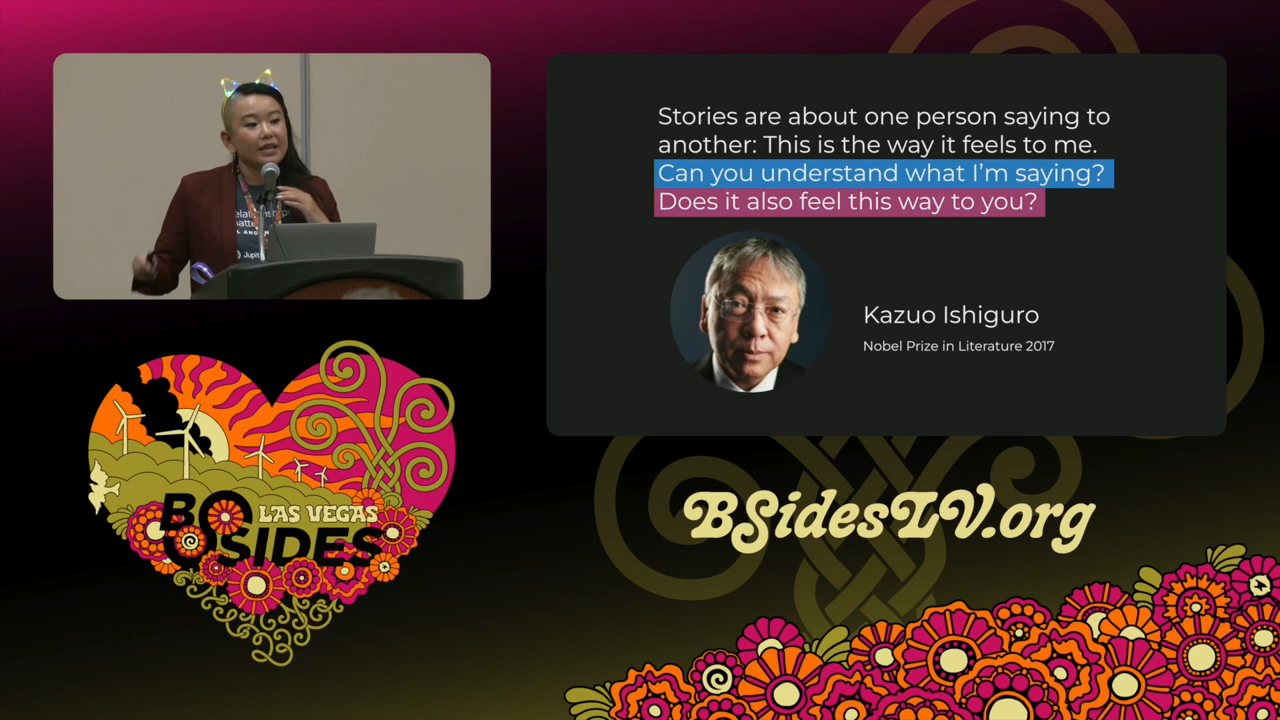 Stories are about one person saying to
another: This is the way it feels to me.
Can you understand what I'm saying?
Does it also feel this way to you?
Kazuo Ishiguro
Nobel Prize in Literature 2017
BSidesLV.org
LAS VEGAS
BSIDES
23